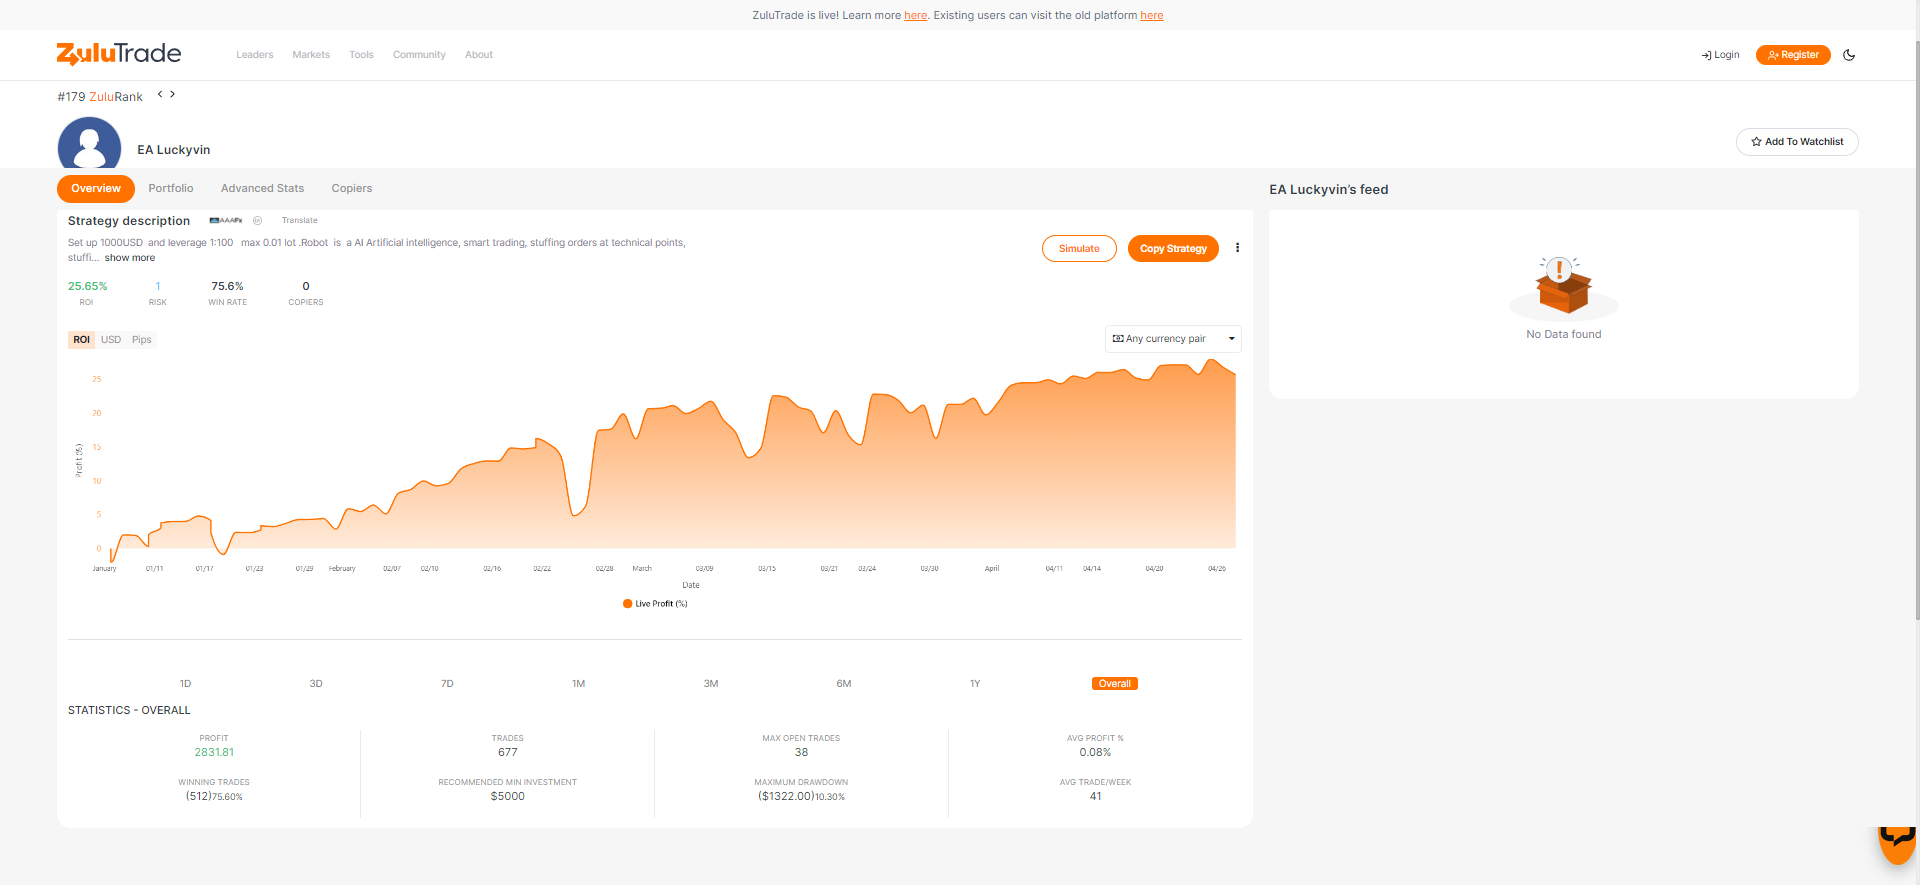 ZuluTrade is live! Learn more here. Existing users can visit the old platform here
ZuluTrade
Leaders Markets Tools Community About
Login Register
#179 ZuluRank < >
EA Luckyvin
Add To Watchlist
Overview Portfolio Advanced Stats Copiers
EA Luckyvin's feed
Strategy description AAAFx Translate
Set up 1000USD and leverage 1:100 max 0.01 lot .Robot is a AI Artificial intelligence, smart trading, stuffing orders at technical points,
stuffi... show more
Simulate Copy Strategy
25.65% 1 75.6% 0
ROI RISK WIN RATE COPIERS
No Data found
ROI USD Pips
Any currency pair
25
20
15
10
5
0
Profit (%)
January 01/11 01/17 01/23 01/29 February 02/07 02/10 02/16 02/22 02/28 March 03/09 03/15 03/21 03/24 03/30 April 04/11 04/14 04/20 04/26
Date
Live Profit (%)
1D 3D 7D 1M 3M 6M 1Y Overall
STATISTICS - OVERALL
PROFIT TRADES MAX OPEN TRADES AVG PROFIT %
2831.81 677 38 0.08%
WINNING TRADES RECOMMENDED MIN INVESTMENT MAXIMUM DRAWDOWN AVG TRADE/WEEK
(512)75.60% $5000 ($1322.00)10.30% 41